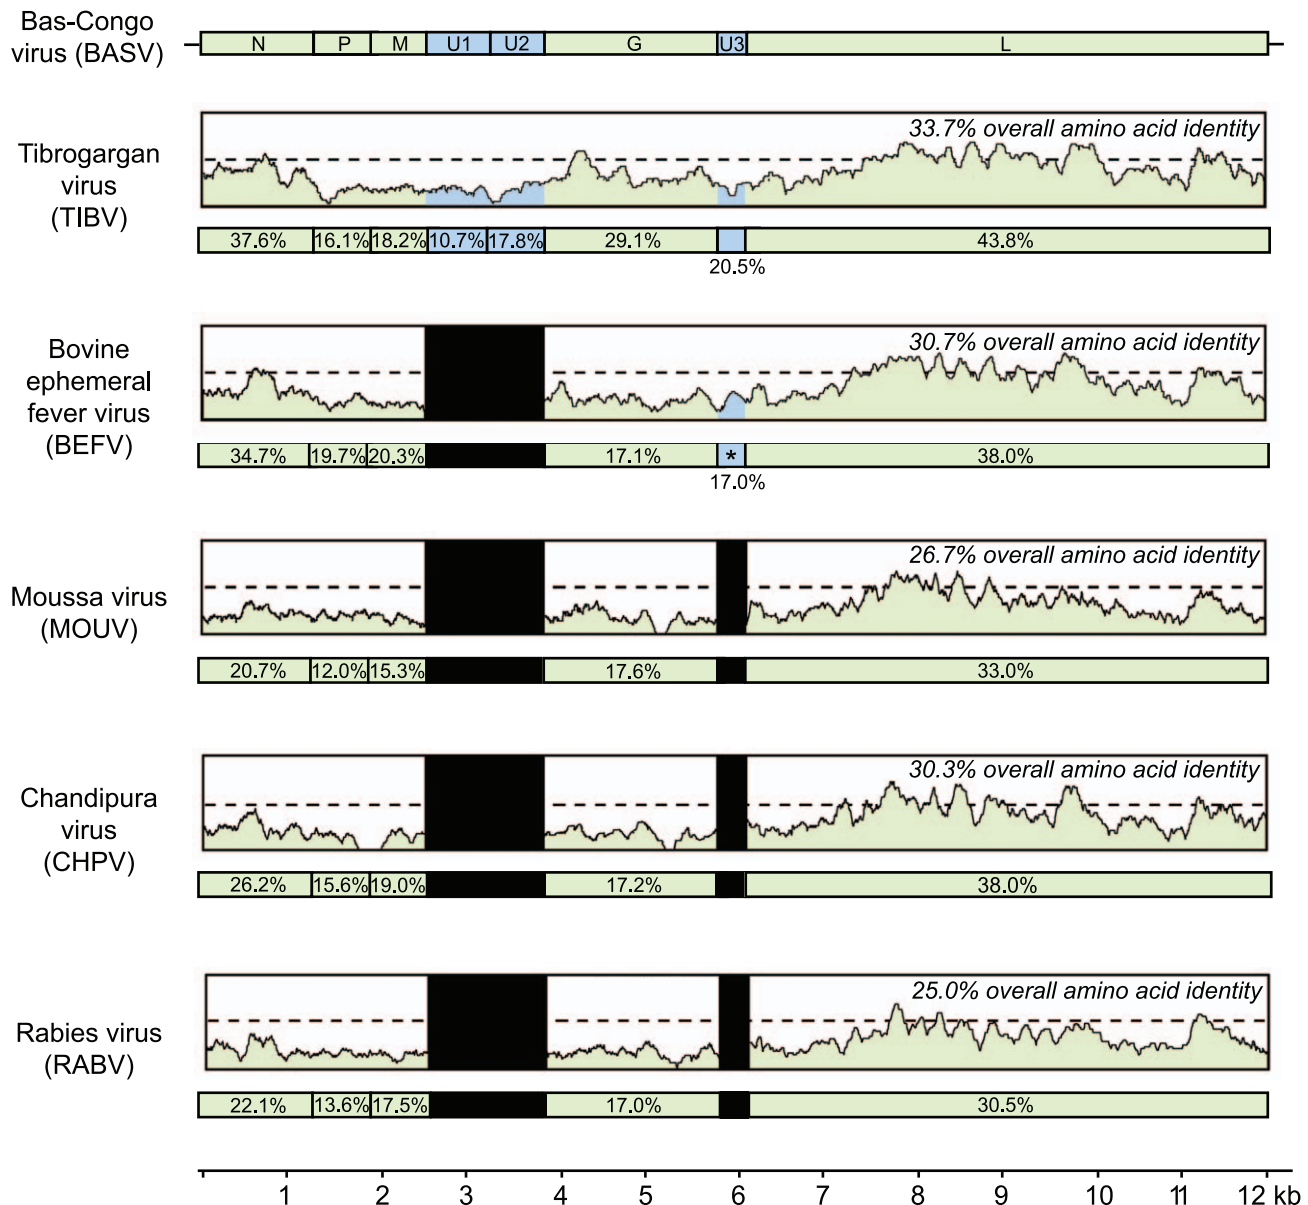 Bas-Congo
virus (BASV)
N P M U1 U2 G U3 L
33.7% overall amino acid identity
Tibrogargan
virus
(TIBV)
37.6% 16.1% 18.2% 10.7% 17.8% 29.1% 43.8%
20.5%
30.7% overall amino acid identity
Bovine
ephemeral
fever virus
(BEFV)
34.7% 19.7% 20.3% 17.1% * 38.0%
17.0%
26.7% overall amino acid identity
Moussa virus
(MOUV)
20.7% 12.0% 15.3% 17.6% 33.0%
30.3% overall amino acid identity
Chandipura
virus
(CHPV)
26.2% 15.6% 19.0% 17.2% 38.0%
25.0% overall amino acid identity
Rabies virus
(RABV)
22.1% 13.6% 17.5% 17.0% 30.5%
1 2 3 4 5 6 7 8 9 10 11 12 kb